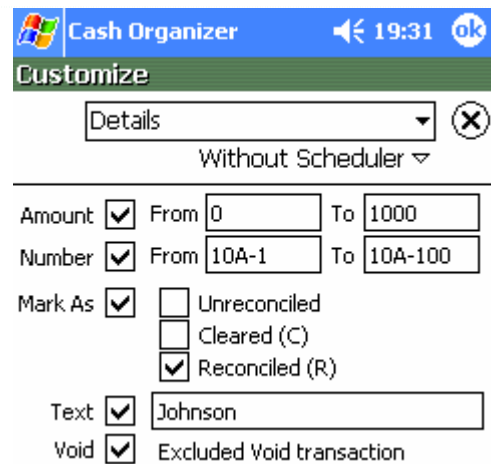 Cash Organizer 19:31 ok
Customize
Details
Without Scheduler
Amount From 0 To 1000
Number From 10A-1 To 10A-100
Mark As Unreconciled
Cleared (C)
Reconciled (R)
Text Johnson
Void Excluded Void transaction